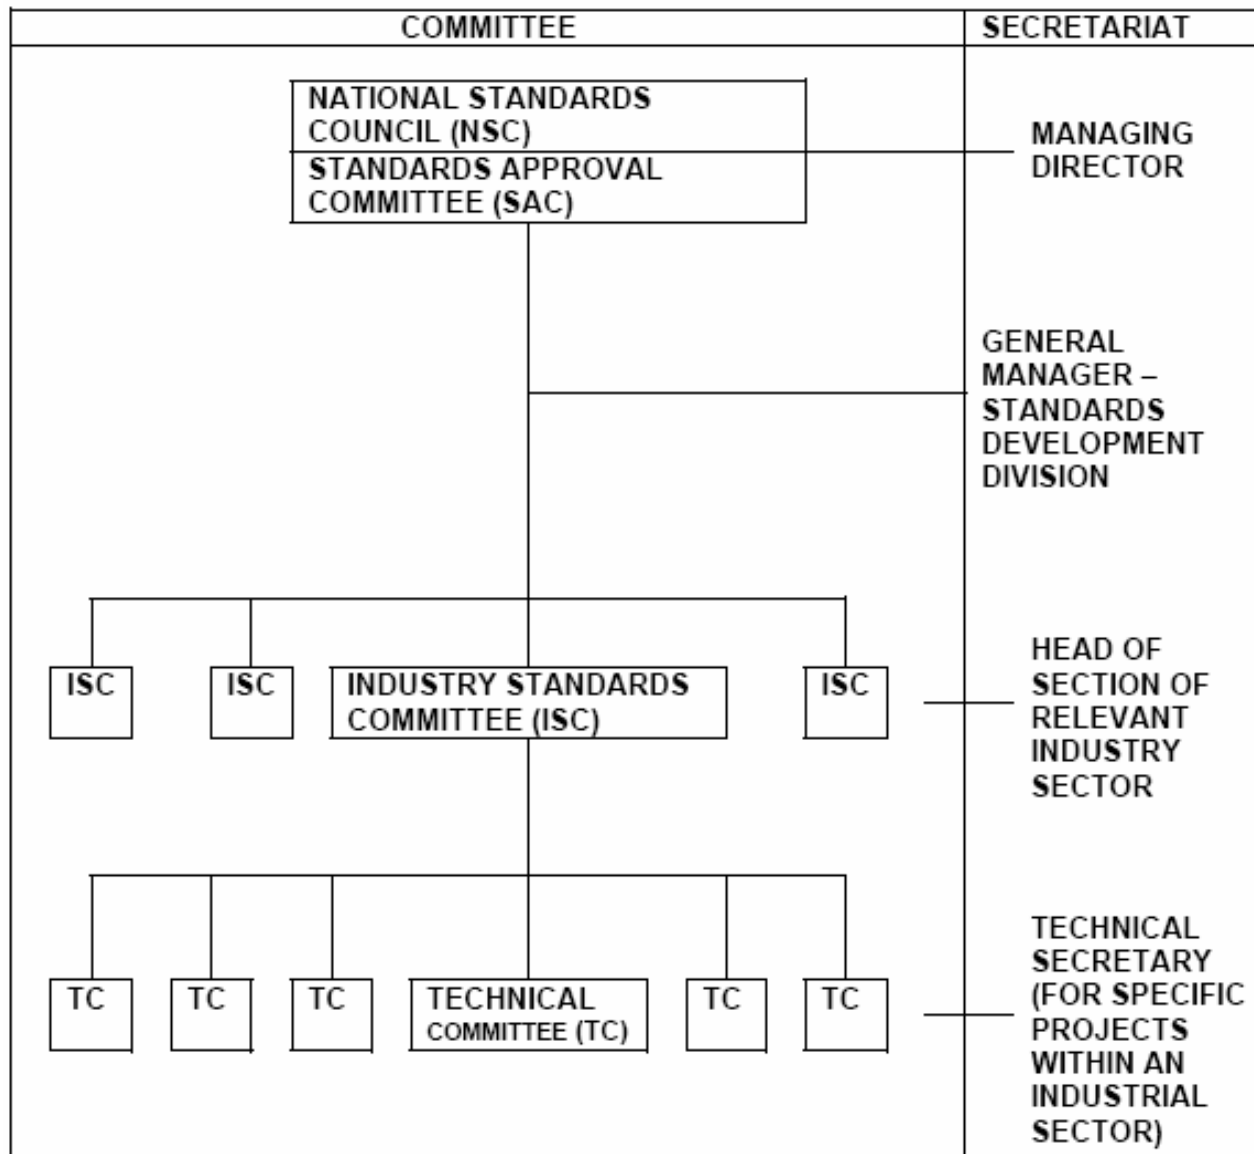 COMMITTEE
SECRETARIAT
NATIONAL STANDARDS
COUNCIL (NSC)
STANDARDS APPROVAL
COMMITTEE (SAC)
MANAGING
DIRECTOR
GENERAL
MANAGER –
STANDARDS
DEVELOPMENT
DIVISION
ISC
ISC
INDUSTRY STANDARDS
COMMITTEE (ISC)
ISC
HEAD OF
SECTION OF
RELEVANT
INDUSTRY
SECTOR
TC
TC
TC
TECHNICAL
COMMITTEE (TC)
TC
TC
TECHNICAL
SECRETARY
(FOR SPECIFIC
PROJECTS
WITHIN AN
INDUSTRIAL
SECTOR)